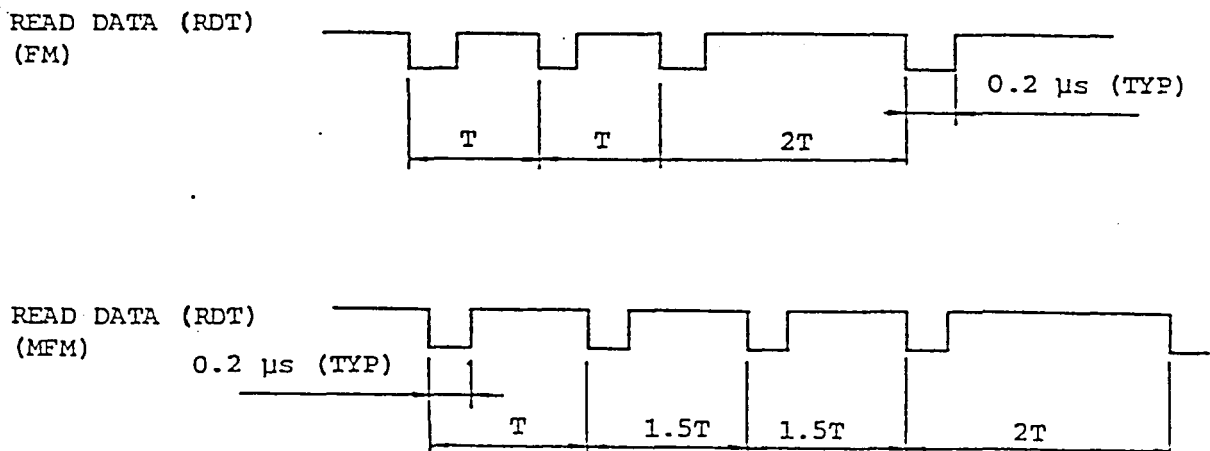 READ DATA (RDT)
(FM)
0.2 µs (TYP)
T T 2T
READ DATA (RDT)
(MFM)
0.2 µs (TYP)
T 1.5T 1.5T 2T